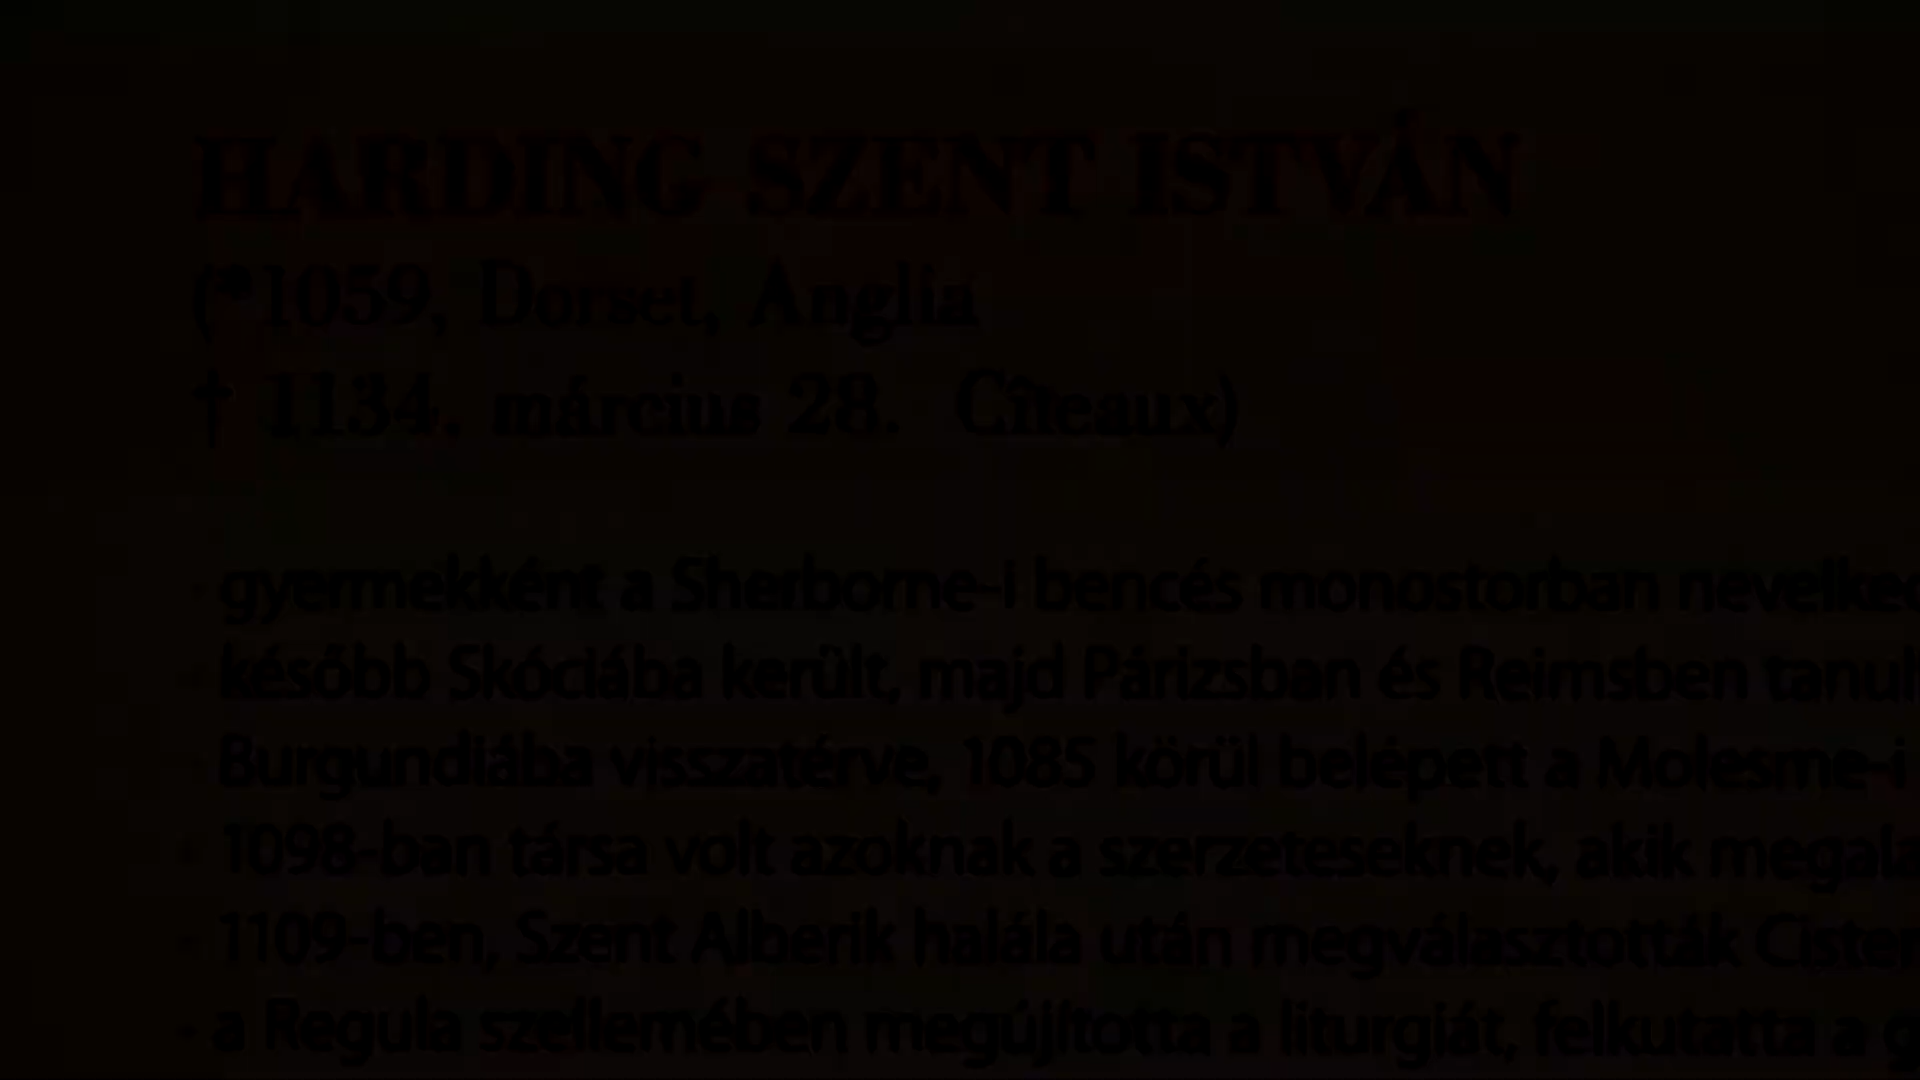 HARDING SZENT ISTVÁN
(*1059, Dorset, Anglia
† 1134. március 28. Cîteaux)
- gyermekként a Sherborne-i bencés monostorban nevelked
- később Skóciába került, majd Párizsban és Reimsben tanul
- Burgundiába visszatérve, 1085 körül belépett a Molesme-i
- 1098-ban társa volt azoknak a szerzeteseknek, akik megala
- 1109-ben, Szent Alberik halála után megválasztották Cister
- a Regula szellemében megújította a liturgiát, felkutatta a g